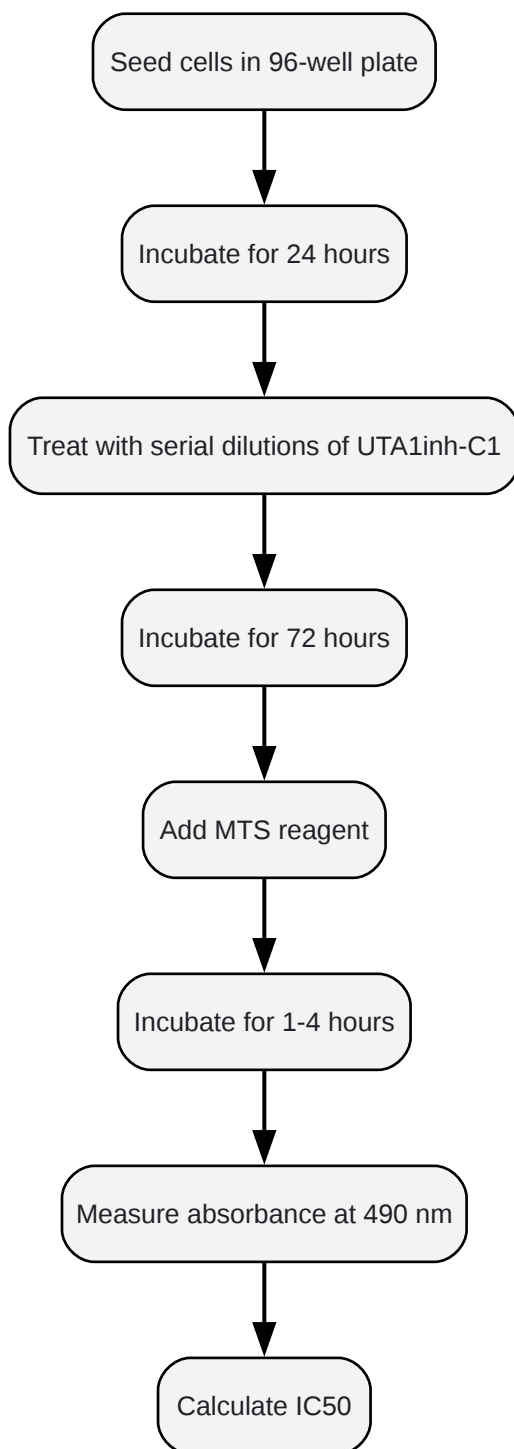 Seed cells in 96-well plate
Incubate for 24 hours
Treat with serial dilutions of UTA1inh-C1
Incubate for 72 hours
Add MTS reagent
Incubate for 1-4 hours
Measure absorbance at 490 nm
Calculate IC50